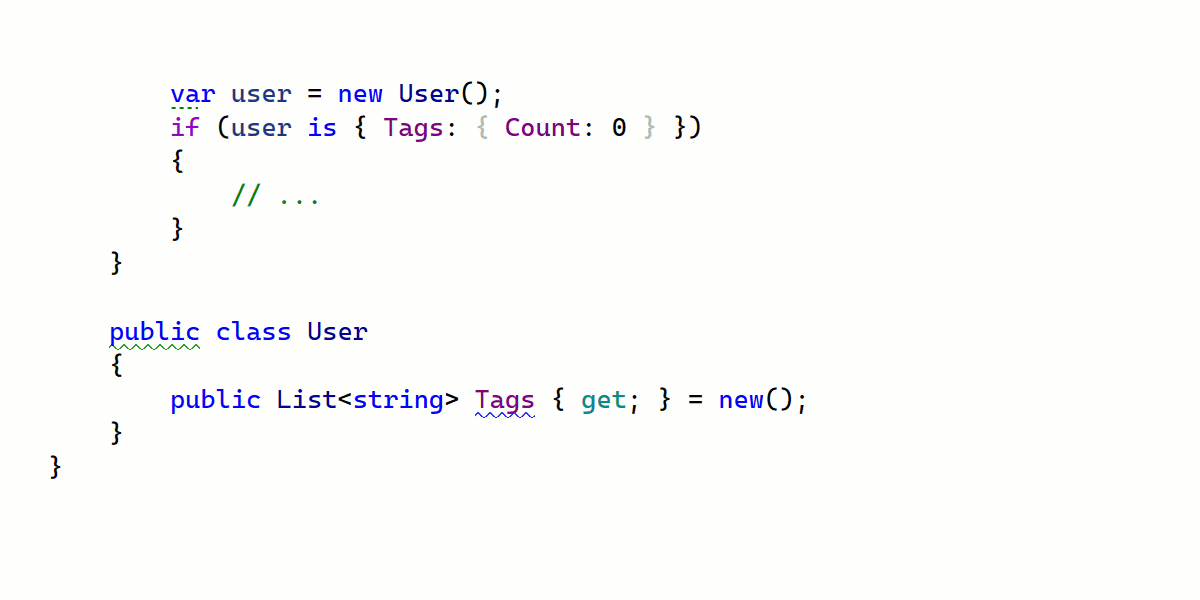 var user = new User();
if (user is { Tags: { Count: 0 } })
{
// ...
}
}
public class User
{
public List<string> Tags { get; } = new();
}
}